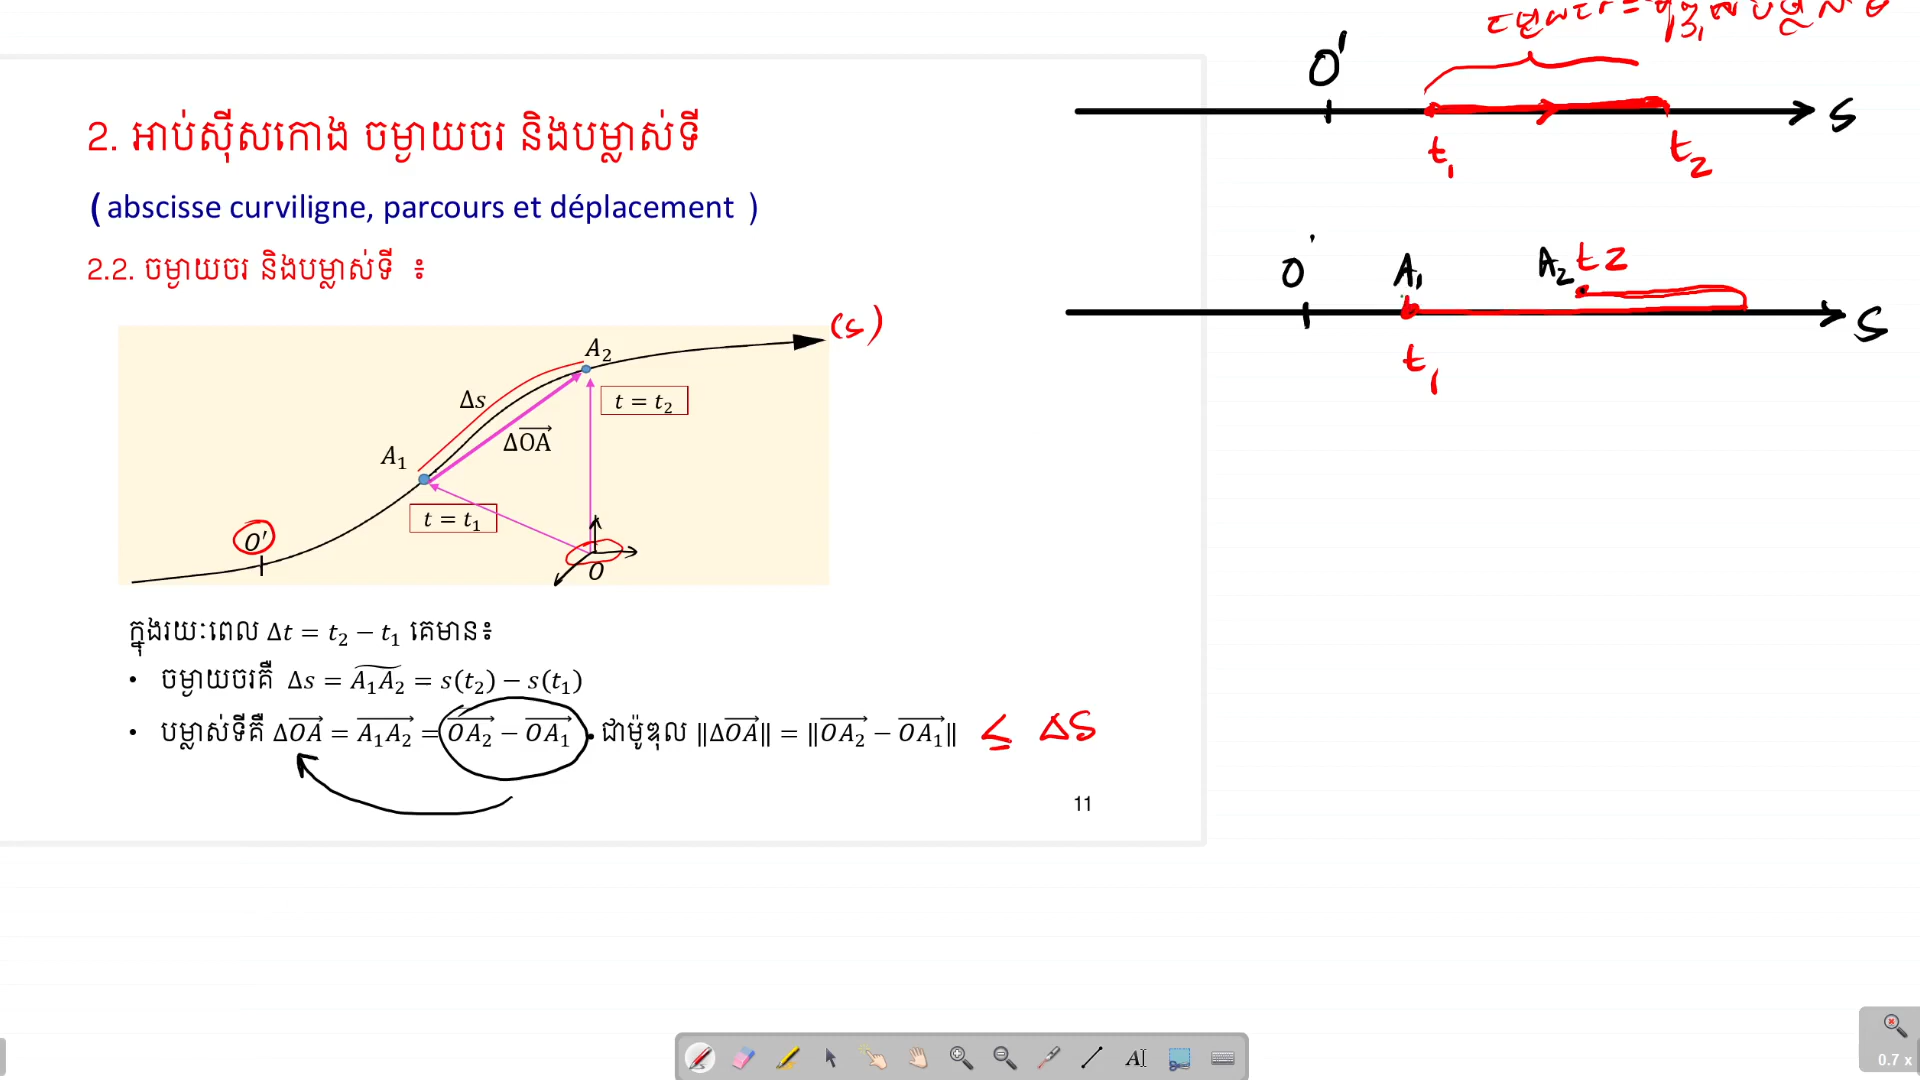 2. អាប់ស៊ីសកោង ចម្ងាយចរ និងបម្លាស់ទី
(abscisse curviligne, parcours et déplacement )
2.2. ចម្ងាយចរ និងបម្លាស់ទី ៖
(s)
A₂
Δs
t = t₂
ΔOA⃗
A₁
t = t₁
O'
O
ក្នុងរយៈពេល Δt = t₂ − t₁ គេមាន៖
• ចម្ងាយចរគឺ Δs = A₁A₂ = s(t₂) − s(t₁)
• បម្លាស់ទីគឺ ΔOA⃗ = A₁A₂⃗ = OA₂⃗ − OA₁⃗ . ជាម៉ូឌុល ‖ΔOA⃗‖ = ‖OA₂⃗ − OA₁⃗‖ ≤ ΔS
11
O'
S
t₁
t₂
O'
A₁
A₂ t2
S
t₁
AI
0.7 x